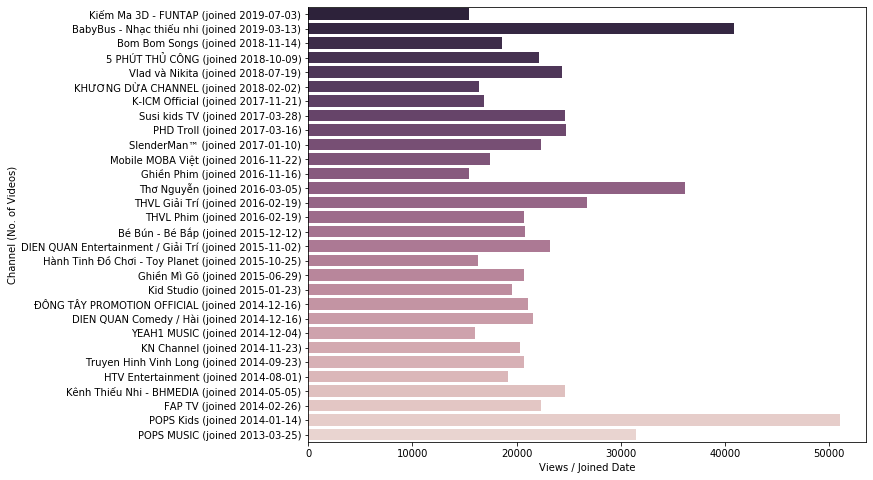 Kiếm Ma 3D - FUNTAP (joined 2019-07-03)
BabyBus - Nhạc thiếu nhi (joined 2019-03-13)
Bom Bom Songs (joined 2018-11-14)
5 PHÚT THỦ CÔNG (joined 2018-10-09)
Vlad và Nikita (joined 2018-07-19)
KHƯƠNG DỪA CHANNEL (joined 2018-02-02)
K-ICM Official (joined 2017-11-21)
Susi kids TV (joined 2017-03-28)
PHD Troll (joined 2017-03-16)
SlenderMan™ (joined 2017-01-10)
Mobile MOBA Việt (joined 2016-11-22)
Ghiền Phim (joined 2016-11-16)
Thơ Nguyễn (joined 2016-03-05)
THVL Giải Trí (joined 2016-02-19)
THVL Phim (joined 2016-02-19)
Bé Bún - Bé Bắp (joined 2015-12-12)
DIEN QUAN Entertainment / Giải Trí (joined 2015-11-02)
Hành Tinh Đồ Chơi - Toy Planet (joined 2015-10-25)
Ghiền Mì Gõ (joined 2015-06-29)
Kid Studio (joined 2015-01-23)
ĐÔNG TÂY PROMOTION OFFICIAL (joined 2014-12-16)
DIEN QUAN Comedy / Hài (joined 2014-12-16)
YEAH1 MUSIC (joined 2014-12-04)
KN Channel (joined 2014-11-23)
Truyen Hinh Vinh Long (joined 2014-09-23)
HTV Entertainment (joined 2014-08-01)
Kênh Thiếu Nhi - BHMEDIA (joined 2014-05-05)
FAP TV (joined 2014-02-26)
POPS Kids (joined 2014-01-14)
POPS MUSIC (joined 2013-03-25)
Channel (No. of Videos)
0 10000 20000 30000 40000 50000
Views / Joined Date